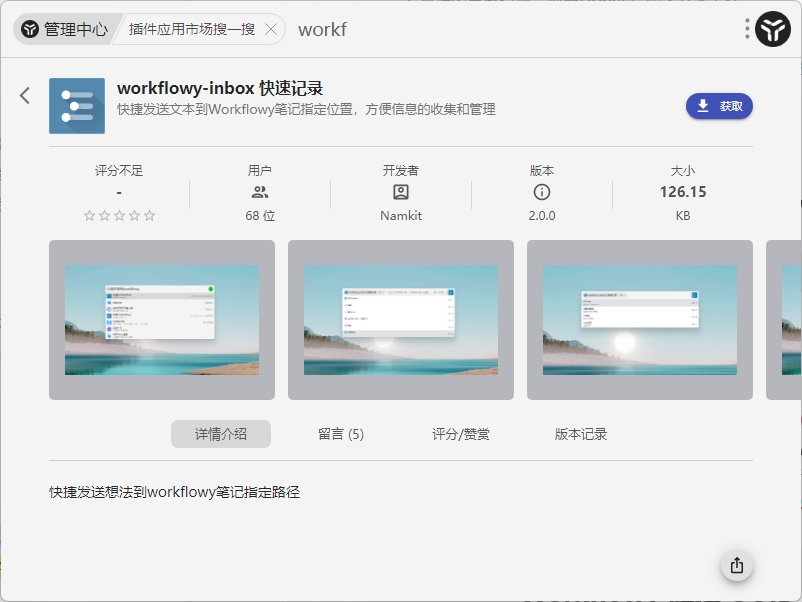 管理中心 插件应用市场搜一搜 workf
workflowy-inbox 快速记录
快捷发送文本到Workflowy笔记指定位置，方便信息的收集和管理
获取
评分不足 用户 开发者 版本 大小
- 126.15
68 位 Namkit 2.0.0 KB
详情介绍 留言 (5) 评分/赞赏 版本记录
快捷发送想法到workflowy笔记指定路径